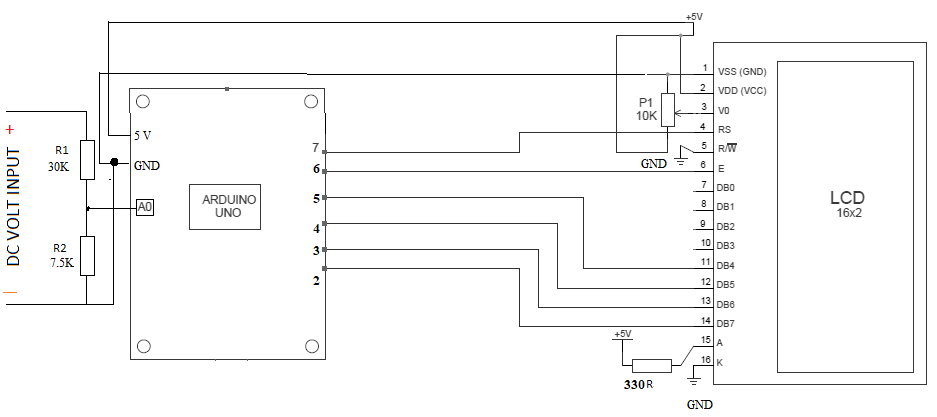 +5V
1 VSS (GND)
2 VDD (VCC)
P1
10K
3 V0
4 RS
5 R/W̅
GND
6 E
7 DB0
8 DB1
9 DB2
10 DB3
11 DB4
12 DB5
13 DB6
14 DB7
15 A
16 K
LCD
16x2
+5V
330R
GND
5 V
GND
A0
ARDUINO
UNO
7
6
5
4
3
2
+
DC VOLT INPUT
—
R1
30K
R2
7.5K